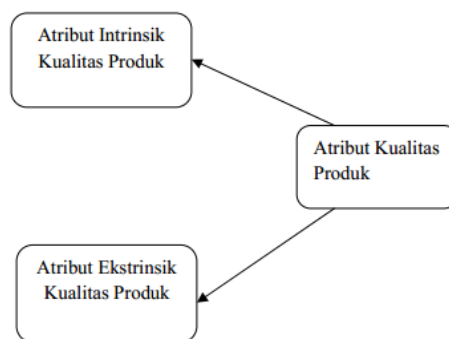 Atribut Intrinsik
Kualitas Produk
Atribut Kualitas
Produk
Atribut Ekstrinsik
Kualitas Produk